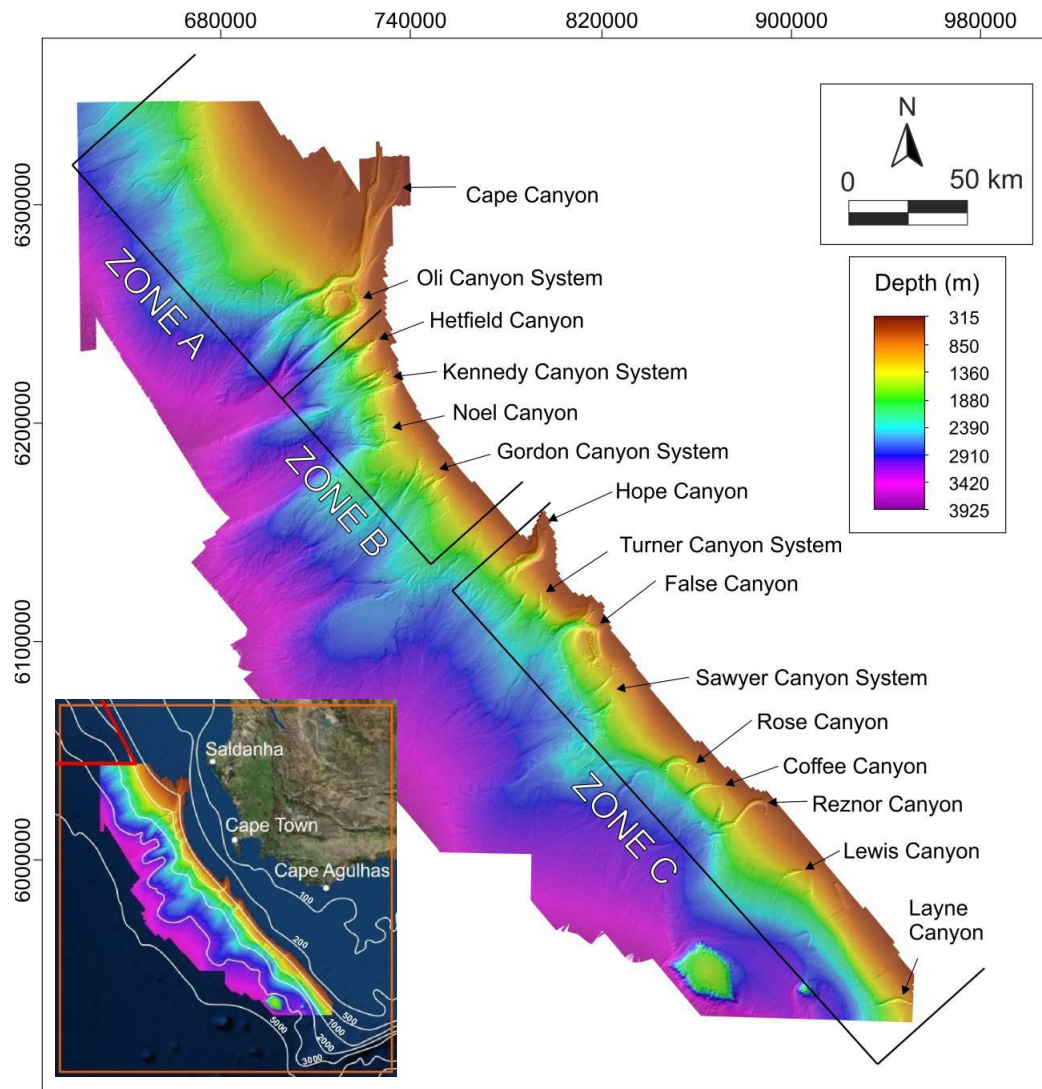 680000
740000
820000
900000
980000
6300000
6200000
6100000
6000000
N
0
50 km
Depth (m)
315
850
1360
1880
2390
2910
3420
3925
Cape Canyon
Oli Canyon System
Hetfield Canyon
Kennedy Canyon System
Noel Canyon
Gordon Canyon System
Hope Canyon
Turner Canyon System
False Canyon
Sawyer Canyon System
Rose Canyon
Coffee Canyon
Reznor Canyon
Lewis Canyon
Layne
Canyon
ZONE A
ZONE B
ZONE C
Saldanha
Cape Town
Cape Agulhas
100
200
500
1000
2000
3000
5000